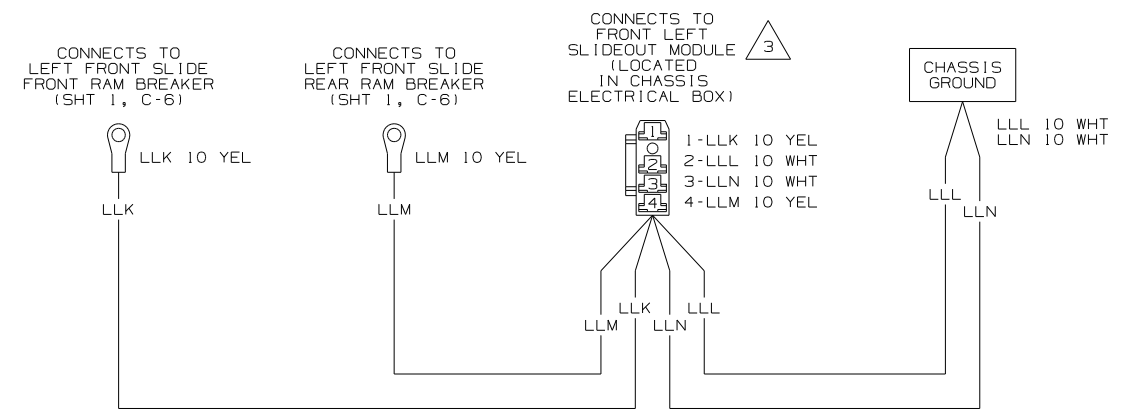 CONNECTS TO
LEFT FRONT SLIDE
FRONT RAM BREAKER
(SHT 1, C-6)
LLK 10 YEL
LLK
CONNECTS TO
LEFT FRONT SLIDE
REAR RAM BREAKER
(SHT 1, C-6)
LLM 10 YEL
LLM
CONNECTS TO
FRONT LEFT
SLIDEOUT MODULE
(LOCATED
IN CHASSIS
ELECTRICAL BOX)
3
1
2
3
4
1-LLK 10 YEL
2-LLL 10 WHT
3-LLN 10 WHT
4-LLM 10 YEL
LLM
LLK
LLN
LLL
CHASSIS
GROUND
LLL 10 WHT
LLN 10 WHT
LLL
LLN